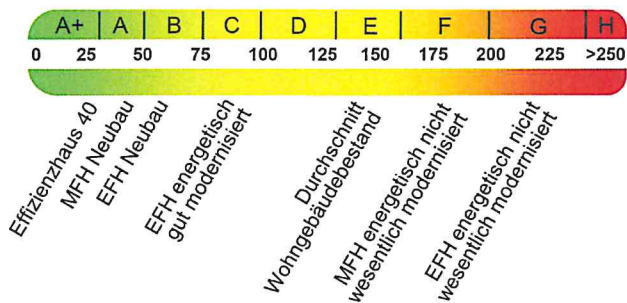 A+ A B C D E F G H
0 25 50 75 100 125 150 175 200 225 >250
Effizienzhaus 40
MFH Neubau
EFH Neubau
EFH energetisch
gut modernisiert
Durchschnitt
Wohngebäudebestand
MFH energetisch nicht
wesentlich modernisiert
EFH energetisch nicht
wesentlich modernisiert